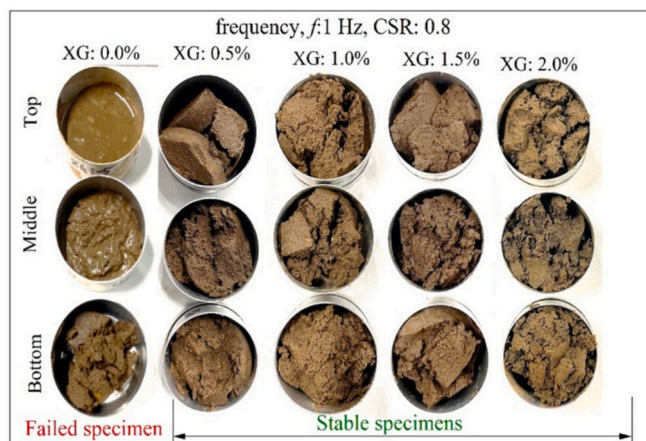 frequency, f:1 Hz, CSR: 0.8
XG: 0.0%
XG: 0.5%
XG: 1.0%
XG: 1.5%
XG: 2.0%
Top
Middle
Bottom
Failed specimen
Stable specimens